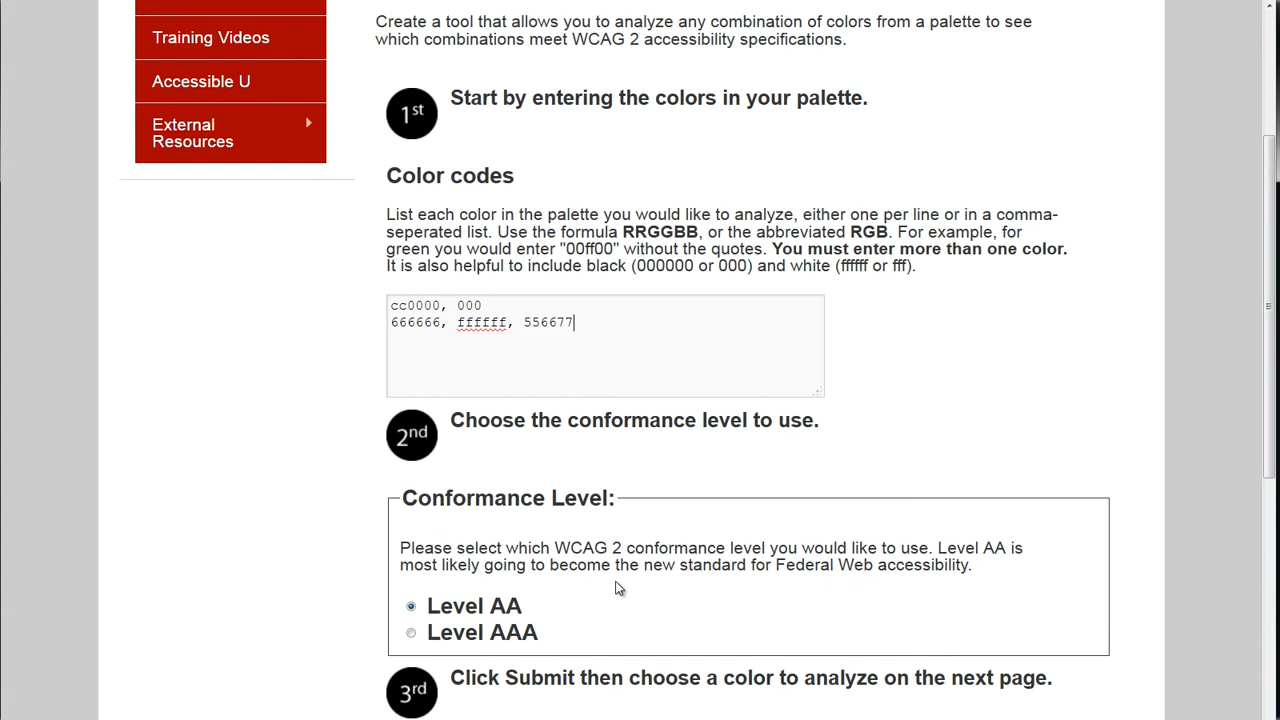 Training Videos
Accessible U
External
Resources
Create a tool that allows you to analyze any combination of colors from a palette to see
which combinations meet WCAG 2 accessibility specifications.
1st
Start by entering the colors in your palette.
Color codes
List each color in the palette you would like to analyze, either one per line or in a comma-
seperated list. Use the formula RRGGBB, or the abbreviated RGB. For example, for
green you would enter "00ff00" without the quotes. You must enter more than one color.
It is also helpful to include black (000000 or 000) and white (ffffff or fff).
cc0000, 000
666666, ffffff, 556677
2nd
Choose the conformance level to use.
Conformance Level:
Please select which WCAG 2 conformance level you would like to use. Level AA is
most likely going to become the new standard for Federal Web accessibility.
Level AA
Level AAA
3rd
Click Submit then choose a color to analyze on the next page.